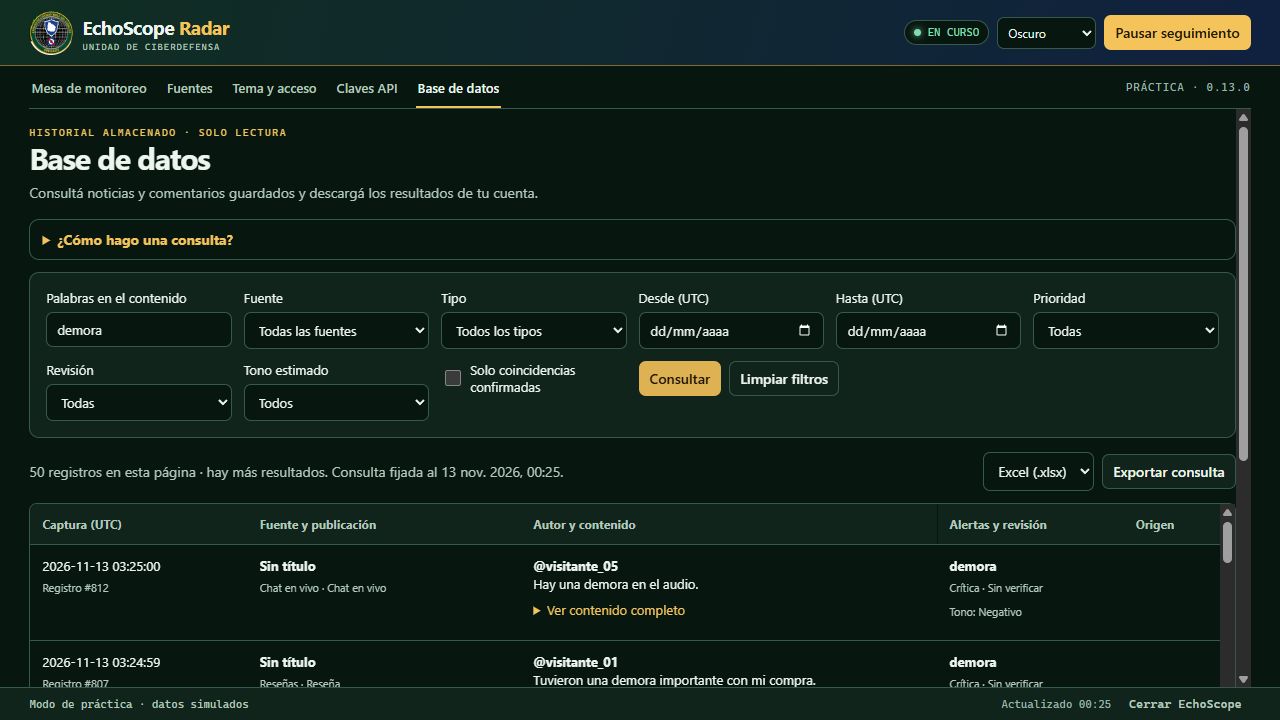 EchoScope Radar
UNIDAD DE CIBERDEFENSA
EN CURSO
Oscuro
Pausar seguimiento
Mesa de monitoreo
Fuentes
Tema y acceso
Claves API
Base de datos
PRÁCTICA · 0.13.0
HISTORIAL ALMACENADO · SOLO LECTURA
Base de datos
Consultá noticias y comentarios guardados y descargá los resultados de tu cuenta.
¿Cómo hago una consulta?
Palabras en el contenido
Fuente
Tipo
Desde (UTC)
Hasta (UTC)
Prioridad
demora
Todas las fuentes
Todos los tipos
dd/mm/aaaa
dd/mm/aaaa
Todas
Revisión
Tono estimado
Solo coincidencias
confirmadas
Consultar
Limpiar filtros
Todas
Todos
50 registros en esta página · hay más resultados. Consulta fijada al 13 nov. 2026, 00:25.
Excel (.xlsx)
Exportar consulta
Captura (UTC)
Fuente y publicación
Autor y contenido
Alertas y revisión
Origen
2026-11-13 03:25:00
Registro #812
Sin título
Chat en vivo · Chat en vivo
@visitante_05
Hay una demora en el audio.
Ver contenido completo
demora
Crítica · Sin verificar
Tono: Negativo
2026-11-13 03:24:59
Registro #807
Sin título
Reseñas · Reseña
@visitante_01
Tuvieron una demora importante con mi compra.
demora
Crítica · Sin verificar
Modo de práctica · datos simulados
Actualizado 00:25
Cerrar EchoScope